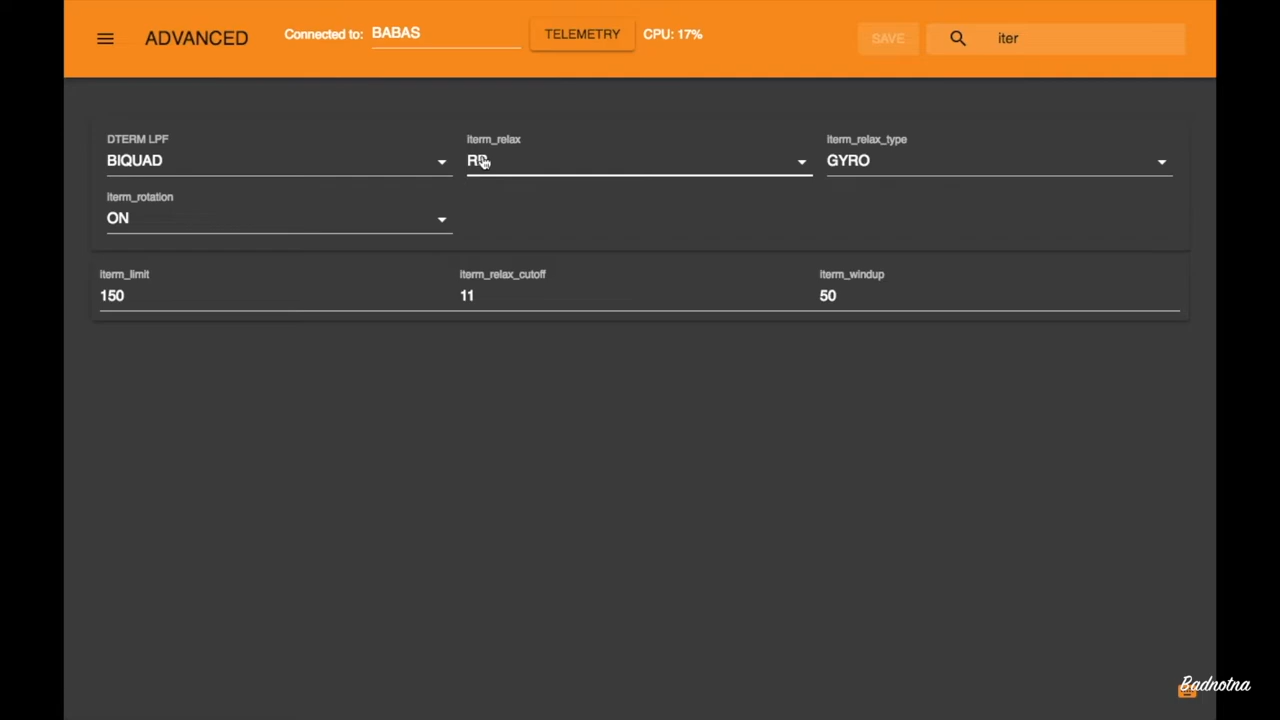 ADVANCED
Connected to: BABAS
TELEMETRY
CPU: 17%
SAVE
iter
DTERM LPF
BIQUAD
iterm_relax
iterm_relax_type
GYRO
iterm_rotation
ON
iterm_limit
150
iterm_relax_cutoff
11
iterm_windup
50
Badnotna